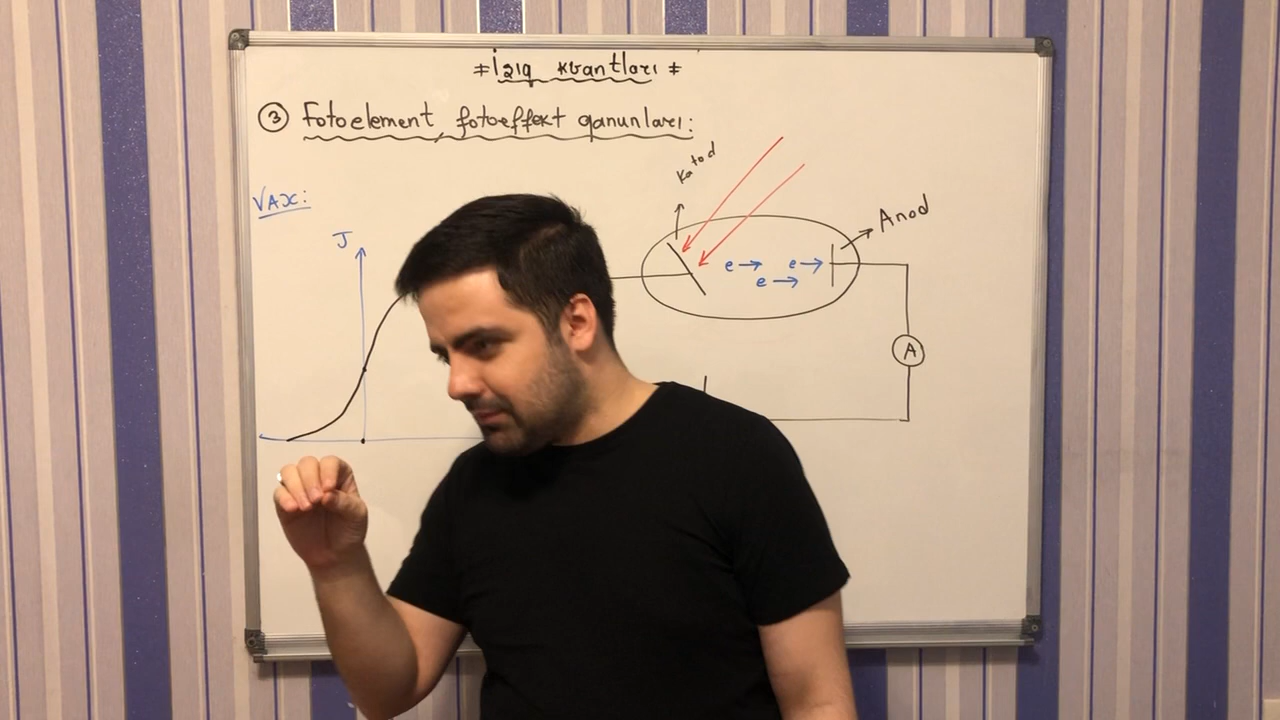 ≠ İşıq kvantları ≠
③ Fotoelement, fotoeffekt qanunları:
Katod
VAX:
Anod
J
e → e →
e →
A